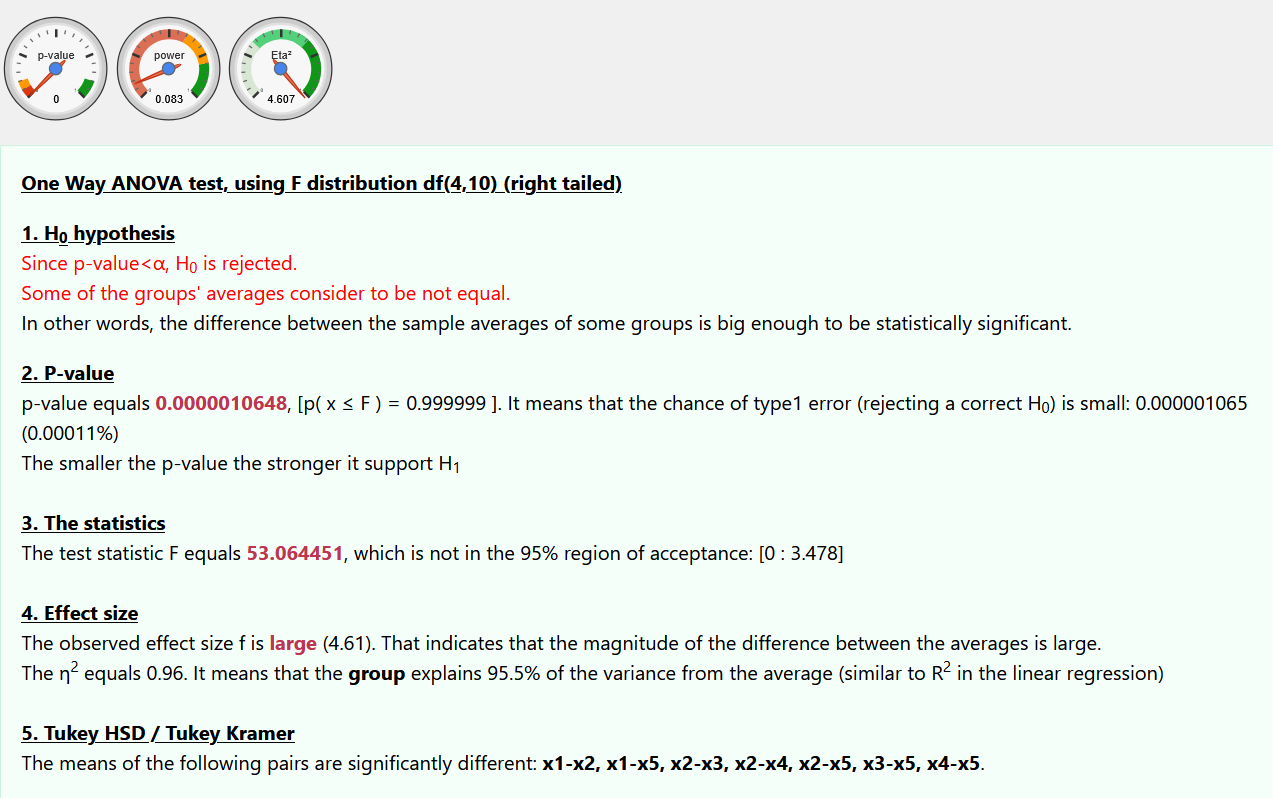 p-value power Eta²
0 0.083 4.607
One Way ANOVA test, using F distribution df(4,10) (right tailed)
1. H₀ hypothesis
Since p-value<α, H₀ is rejected.
Some of the groups' averages consider to be not equal.
In other words, the difference between the sample averages of some groups is big enough to be statistically significant.
2. P-value
p-value equals 0.0000010648, [p( x ≤ F ) = 0.999999 ]. It means that the chance of type1 error (rejecting a correct H₀) is small: 0.000001065
(0.00011%)
The smaller the p-value the stronger it support H₁
3. The statistics
The test statistic F equals 53.064451, which is not in the 95% region of acceptance: [0 : 3.478]
4. Effect size
The observed effect size f is large (4.61). That indicates that the magnitude of the difference between the averages is large.
The η² equals 0.96. It means that the group explains 95.5% of the variance from the average (similar to R² in the linear regression)
5. Tukey HSD / Tukey Kramer
The means of the following pairs are significantly different: x1-x2, x1-x5, x2-x3, x2-x4, x2-x5, x3-x5, x4-x5.